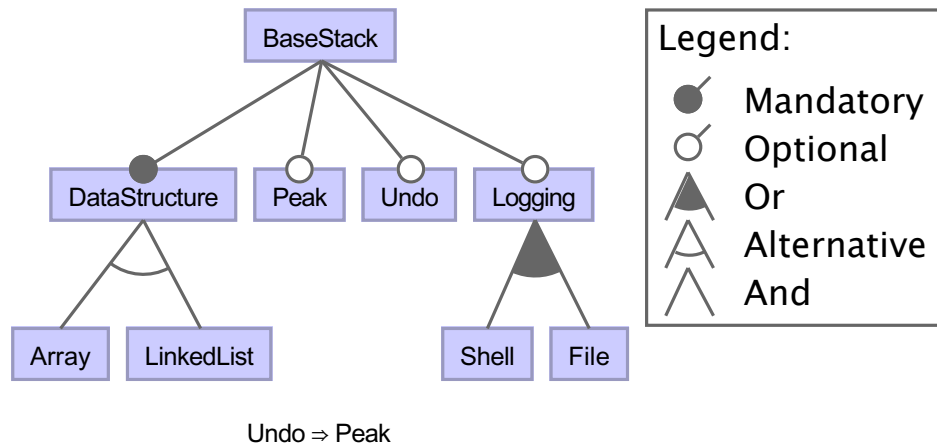 BaseStack
DataStructure
Peak
Undo
Logging
Array
LinkedList
Shell
File
Undo ⇒ Peak
Legend:
Mandatory
Optional
Or
Alternative
And